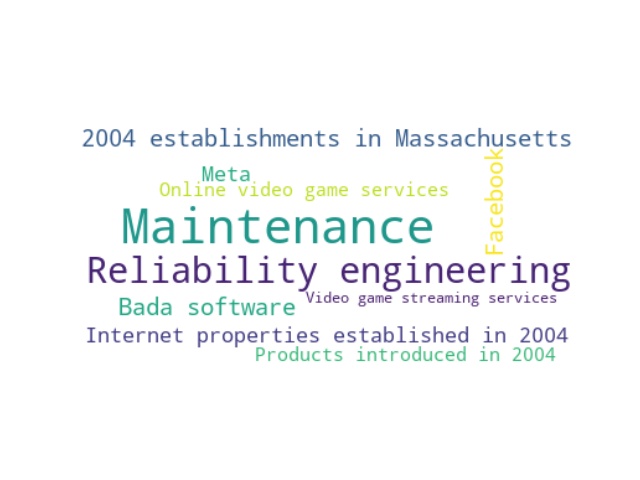 2004 establishments in Massachusetts
Facebook
Meta
Online video game services
Maintenance
Reliability engineering
Video game streaming services
Bada software
Internet properties established in 2004
Products introduced in 2004